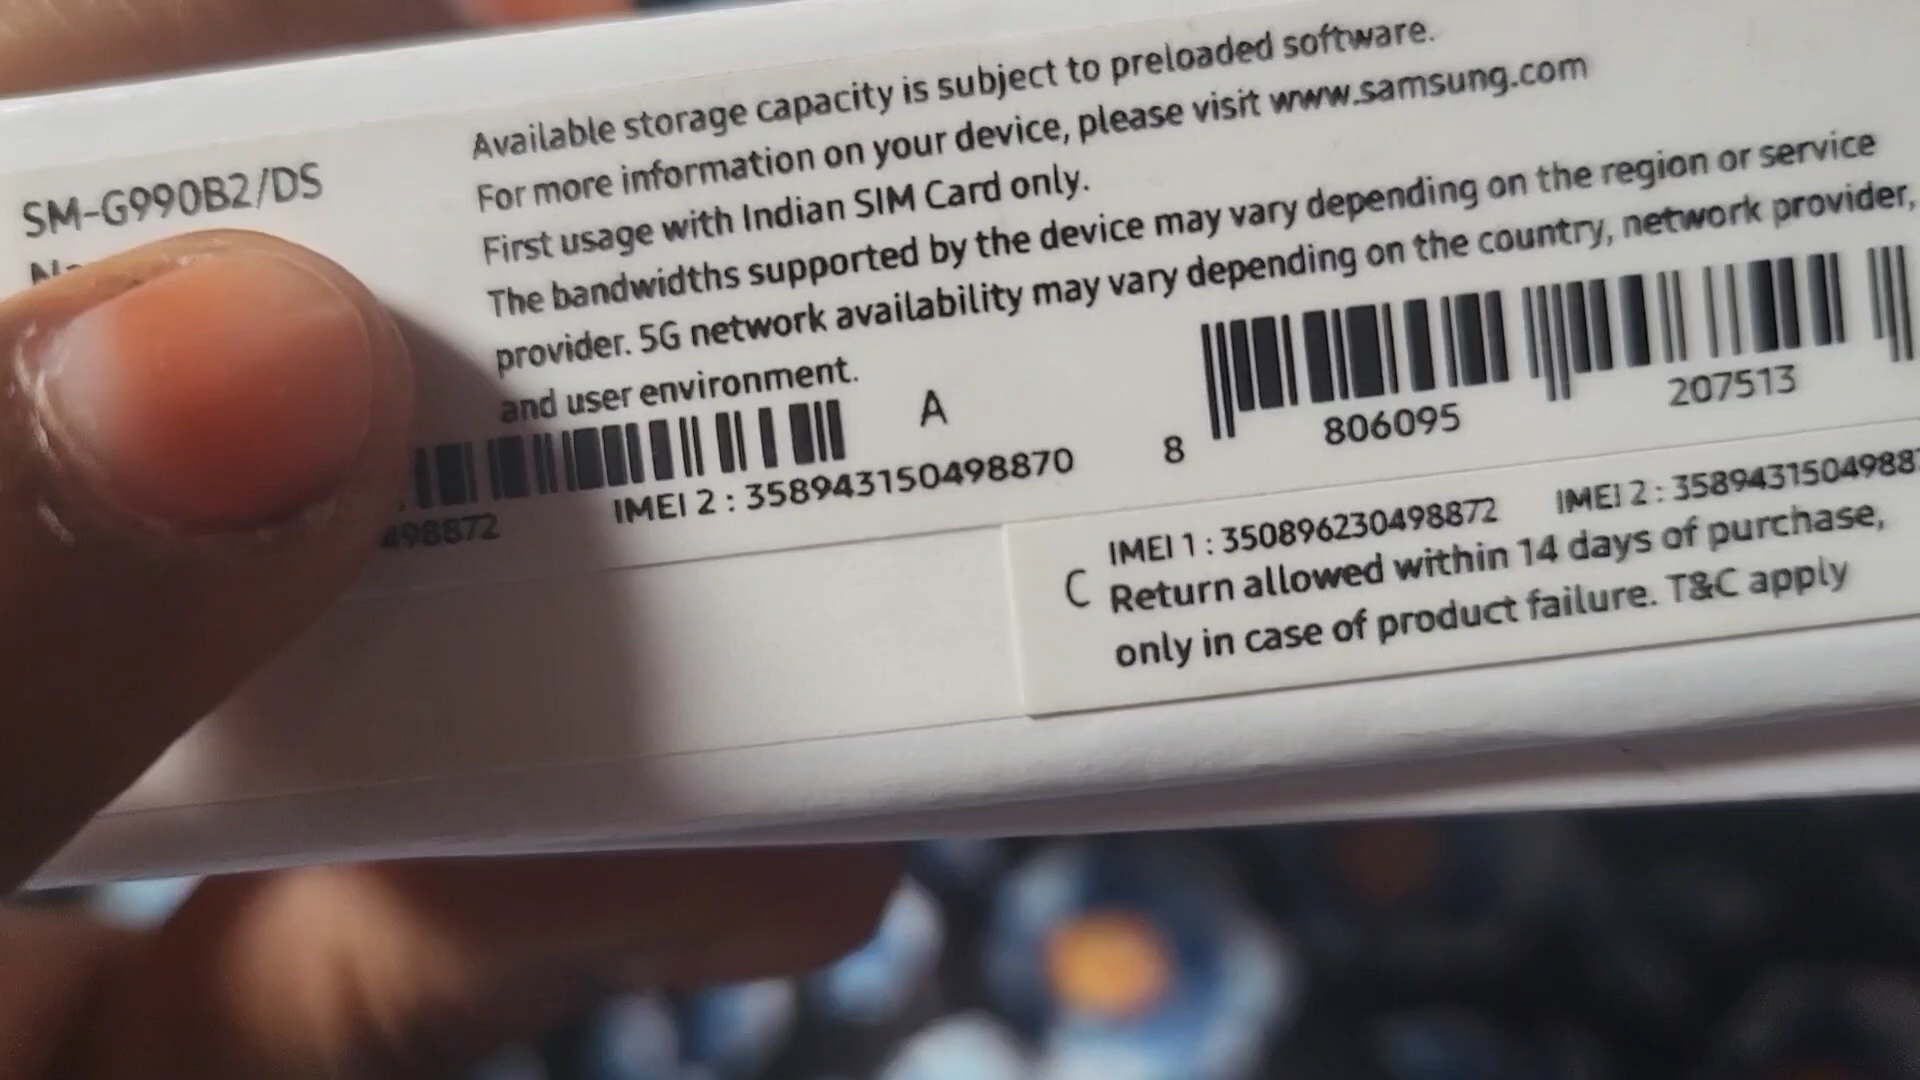 SM-G990B2/DS
Available storage capacity is subject to preloaded software.
For more information on your device, please visit www.samsung.com
First usage with Indian SIM Card only.
The bandwidths supported by the device may vary depending on the region or service
provider. 5G network availability may vary depending on the country, network provider,
and user environment.
A
498872 IMEI 2 : 358943150498870
8 806095 207513
IMEI 1 : 350896230498872 IMEI 2 : 35894315049887
C Return allowed within 14 days of purchase,
only in case of product failure. T&C apply